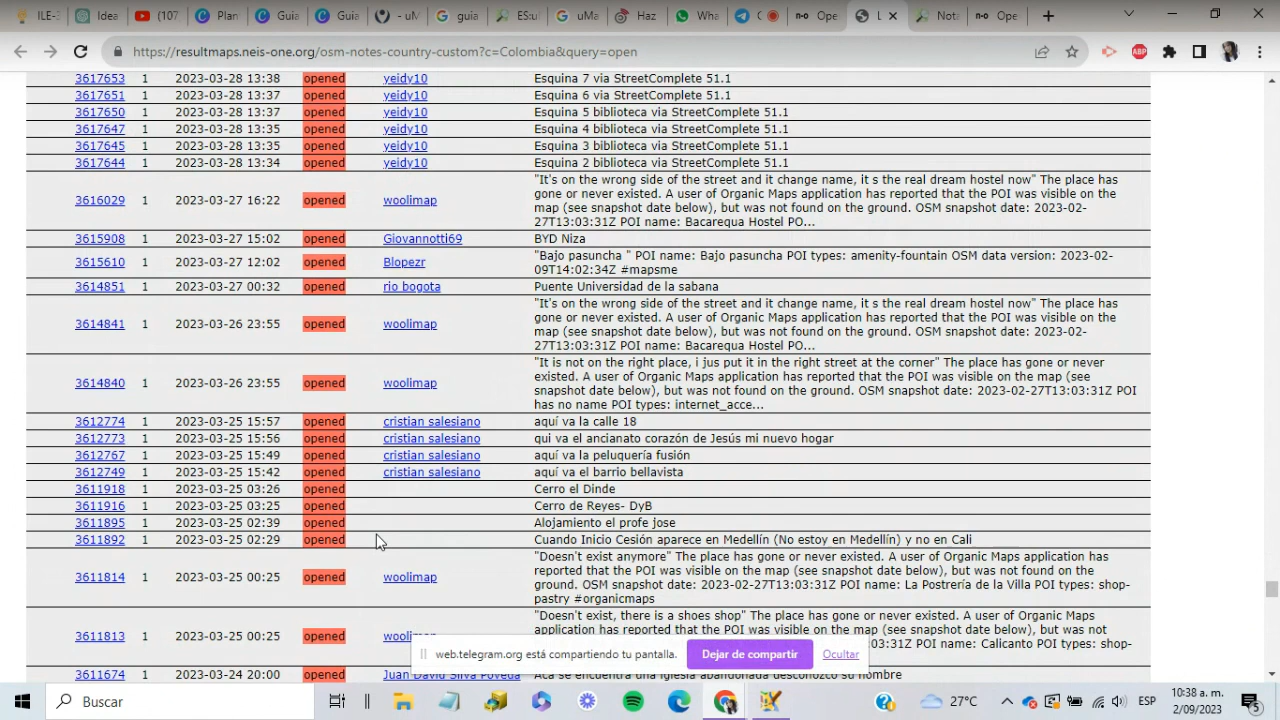 ILE-3
Idea
(107
Plan
Guia
Guia
- uM
guia
ES:ul
uMa
Haz
Wha
Ope
L
Nota
Ope
https://resultmaps.neis-one.org/osm-notes-country-custom?c=Colombia&query=open
3617653 1 2023-03-28 13:38 opened yeidy10 Esquina 7 via StreetComplete 51.1
3617651 1 2023-03-28 13:37 opened yeidy10 Esquina 6 via StreetComplete 51.1
3617650 1 2023-03-28 13:37 opened yeidy10 Esquina 5 biblioteca via StreetComplete 51.1
3617647 1 2023-03-28 13:35 opened yeidy10 Esquina 4 biblioteca via StreetComplete 51.1
3617645 1 2023-03-28 13:35 opened yeidy10 Esquina 3 biblioteca via StreetComplete 51.1
3617644 1 2023-03-28 13:34 opened yeidy10 Esquina 2 biblioteca via StreetComplete 51.1
"It's on the wrong side of the street and it change name, it s the real dream hostel now" The place has
gone or never existed. A user of Organic Maps application has reported that the POI was visible on the
3616029 1 2023-03-27 16:22 opened woolimap map (see snapshot date below), but was not found on the ground. OSM snapshot date: 2023-02-
27T13:03:31Z POI name: Bacarequa Hostel PO...
3615908 1 2023-03-27 15:02 opened Giovannotti69 BYD Niza
3615610 1 2023-03-27 12:02 opened Blopezr "Bajo pasuncha " POI name: Bajo pasuncha POI types: amenity-fountain OSM data version: 2023-02-
09T14:02:34Z #mapsme
3614851 1 2023-03-27 00:32 opened rio bogota Puente Universidad de la sabana
"It's on the wrong side of the street and it change name, it s the real dream hostel now" The place has
gone or never existed. A user of Organic Maps application has reported that the POI was visible on the
3614841 1 2023-03-26 23:55 opened woolimap map (see snapshot date below), but was not found on the ground. OSM snapshot date: 2023-02-
27T13:03:31Z POI name: Bacarequa Hostel PO...
"It is not on the right place, i jus put it in the right street at the corner" The place has gone or never
existed. A user of Organic Maps application has reported that the POI was visible on the map (see
3614840 1 2023-03-26 23:55 opened woolimap snapshot date below), but was not found on the ground. OSM snapshot date: 2023-02-27T13:03:31Z POI
has no name POI types: internet_acce...
3612774 1 2023-03-25 15:57 opened cristian salesiano aquí va la calle 18
3612773 1 2023-03-25 15:56 opened cristian salesiano qui va el ancianato corazón de Jesús mi nuevo hogar
3612767 1 2023-03-25 15:49 opened cristian salesiano aquí va la peluquería fusión
3612749 1 2023-03-25 15:42 opened cristian salesiano aquí va el barrio bellavista
3611918 1 2023-03-25 03:26 opened Cerro el Dinde
3611916 1 2023-03-25 03:25 opened Cerro de Reyes- DyB
3611895 1 2023-03-25 02:39 opened Alojamiento el profe jose
3611892 1 2023-03-25 02:29 opened Cuando Inicio Cesión aparece en Medellín (No estoy en Medellín) y no en Cali
"Doesn't exist anymore" The place has gone or never existed. A user of Organic Maps application has
reported that the POI was visible on the map (see snapshot date below), but was not found on the
3611814 1 2023-03-25 00:25 opened woolimap ground. OSM snapshot date: 2023-02-27T13:03:31Z POI name: La Postrería de la Villa POI types: shop-
pastry #organicmaps
"Doesn't exist, there is a shoes shop" The place has gone or never existed. A user of Organic Maps
application has reported that the POI was visible on the map (see snapshot date below), but was not
3611813 1 2023-03-25 00:25 opened woolimap :03:31Z POI name: Calicanto POI types: shop-
web.telegram.org está compartiendo tu pantalla. Dejar de compartir Ocultar
3611674 1 2023-03-24 20:00 opened Juan David Silva Poveda Acá se encuentra una iglesia abandonada desconozco su nombre
Buscar
27°C
ESP
10:38 a. m.
2/09/2023
5